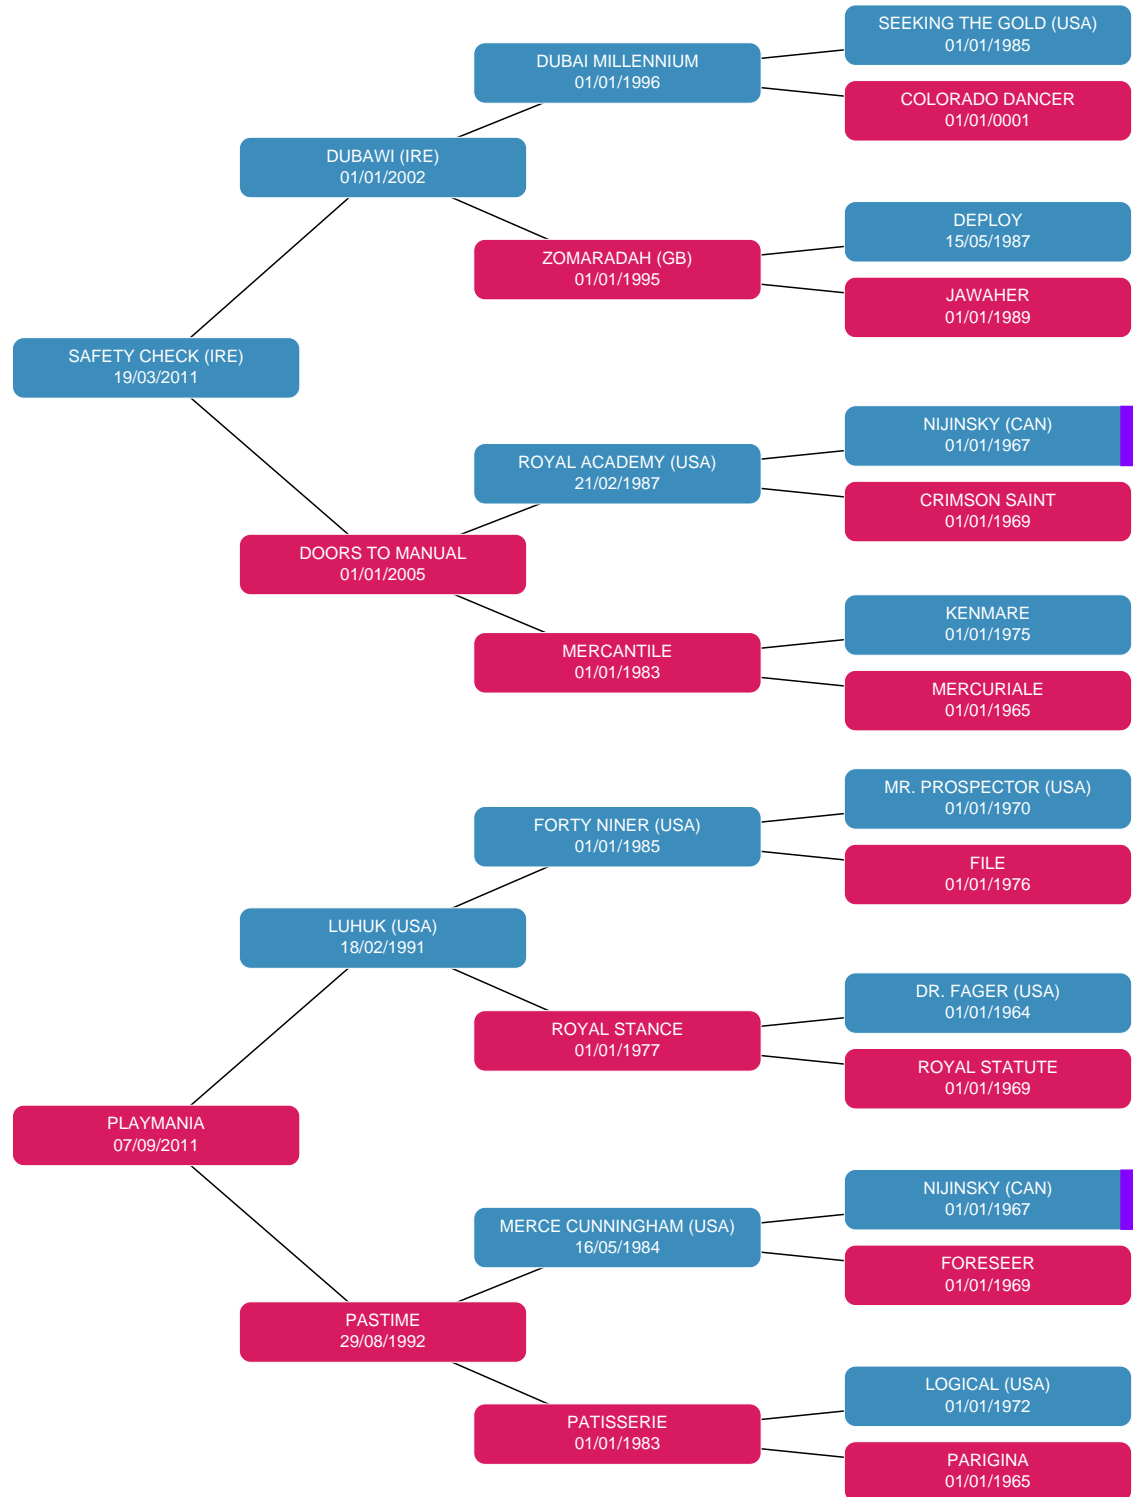 SEEKING THE GOLD (USA)
01/01/1985
DUBAI MILLENNIUM
01/01/1996
COLORADO DANCER
01/01/0001
DUBAWI (IRE)
01/01/2002
DEPLOY
15/05/1987
ZOMARADAH (GB)
01/01/1995
JAWAHER
01/01/1989
SAFETY CHECK (IRE)
19/03/2011
NIJINSKY (CAN)
01/01/1967
ROYAL ACADEMY (USA)
21/02/1987
CRIMSON SAINT
01/01/1969
DOORS TO MANUAL
01/01/2005
KENMARE
01/01/1975
MERCANTILE
01/01/1983
MERCURIALE
01/01/1965
MR. PROSPECTOR (USA)
01/01/1970
FORTY NINER (USA)
01/01/1985
FILE
01/01/1976
LUHUK (USA)
18/02/1991
DR. FAGER (USA)
01/01/1964
ROYAL STANCE
01/01/1977
ROYAL STATUTE
01/01/1969
PLAYMANIA
07/09/2011
NIJINSKY (CAN)
01/01/1967
MERCE CUNNINGHAM (USA)
16/05/1984
FORESEER
01/01/1969
PASTIME
29/08/1992
LOGICAL (USA)
01/01/1972
PATISSERIE
01/01/1983
PARIGINA
01/01/1965